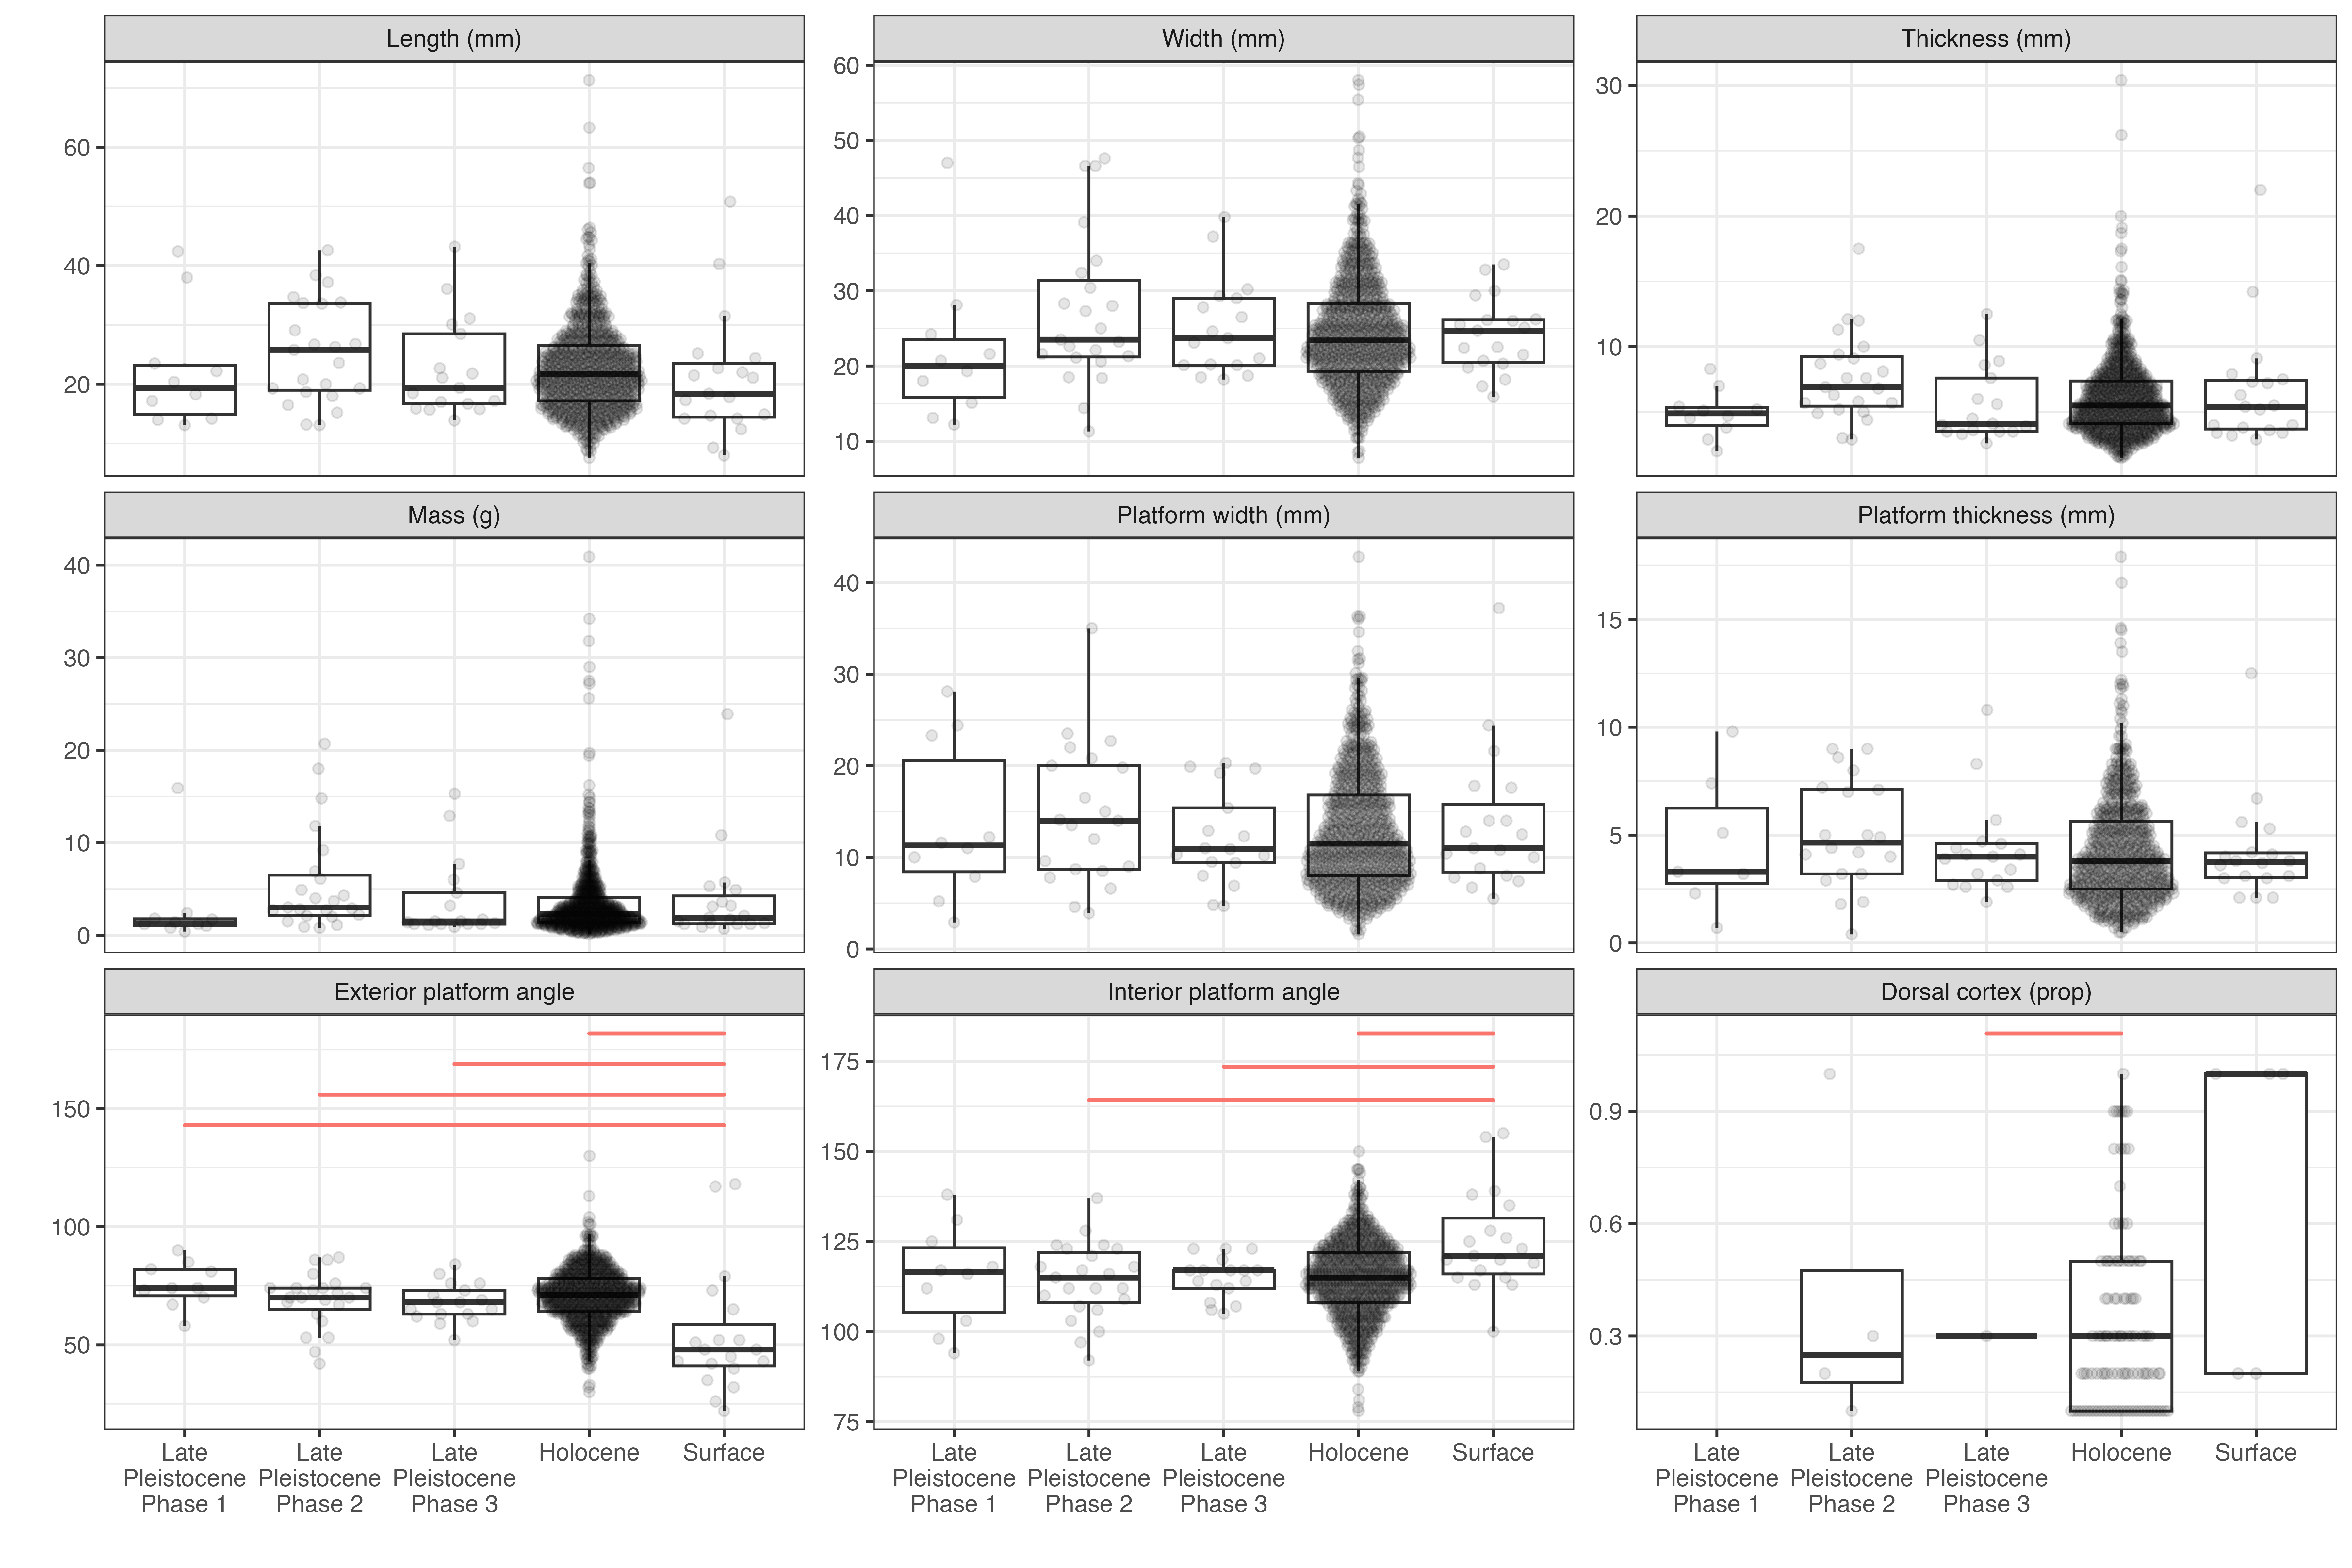 Length (mm)
Width (mm)
Thickness (mm)
60
40
20
60
50
40
30
20
10
30
20
10
Mass (g)
Platform width (mm)
Platform thickness (mm)
40
30
20
10
0
40
30
20
10
0
15
10
5
0
Exterior platform angle
Interior platform angle
Dorsal cortex (prop)
150
100
50
175
150
125
100
75
0.9
0.6
0.3
Late
Pleistocene
Phase 1
Late
Pleistocene
Phase 2
Late
Pleistocene
Phase 3
Holocene
Surface
Late
Pleistocene
Phase 1
Late
Pleistocene
Phase 2
Late
Pleistocene
Phase 3
Holocene
Surface
Late
Pleistocene
Phase 1
Late
Pleistocene
Phase 2
Late
Pleistocene
Phase 3
Holocene
Surface